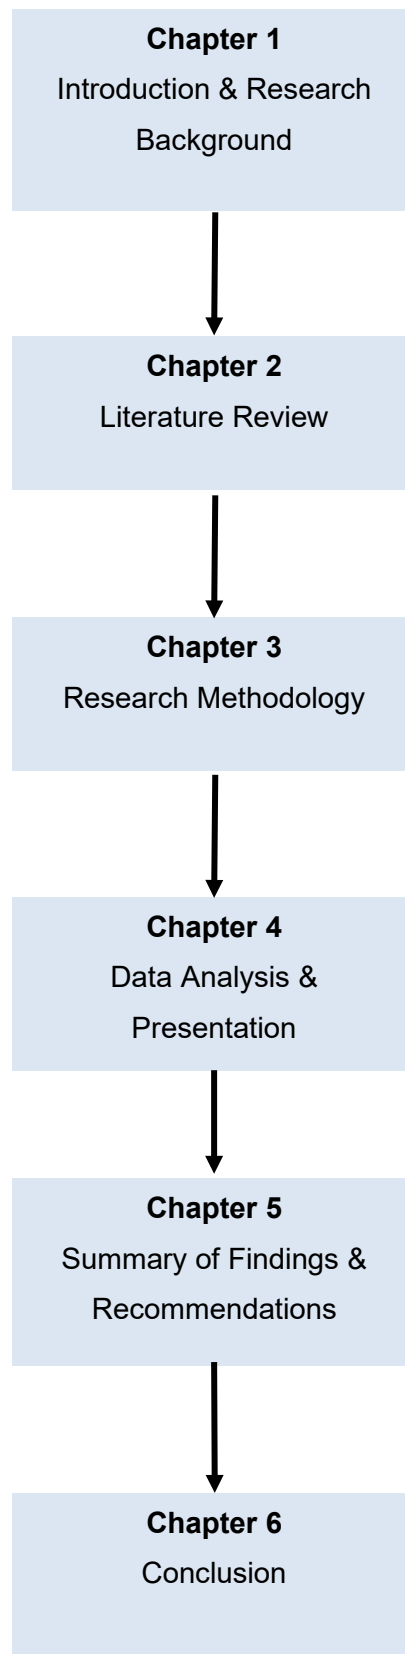 Chapter 1
Introduction & Research
Background
Chapter 2
Literature Review
Chapter 3
Research Methodology
Chapter 4
Data Analysis &
Presentation
Chapter 5
Summary of Findings &
Recommendations
Chapter 6
Conclusion